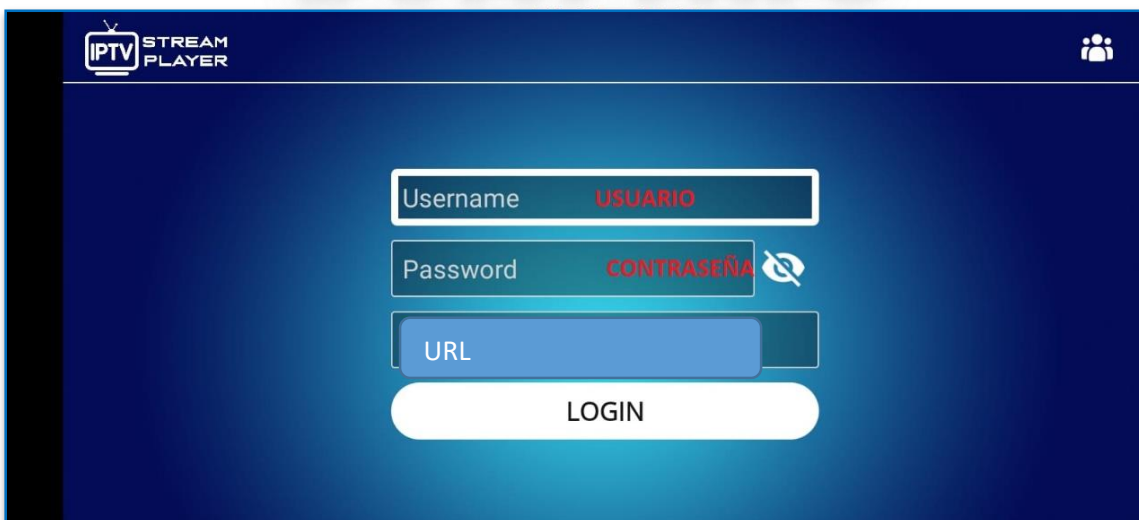 IPTV STREAM
PLAYER
Username USUARIO
Password CONTRASEÑA
URL
LOGIN